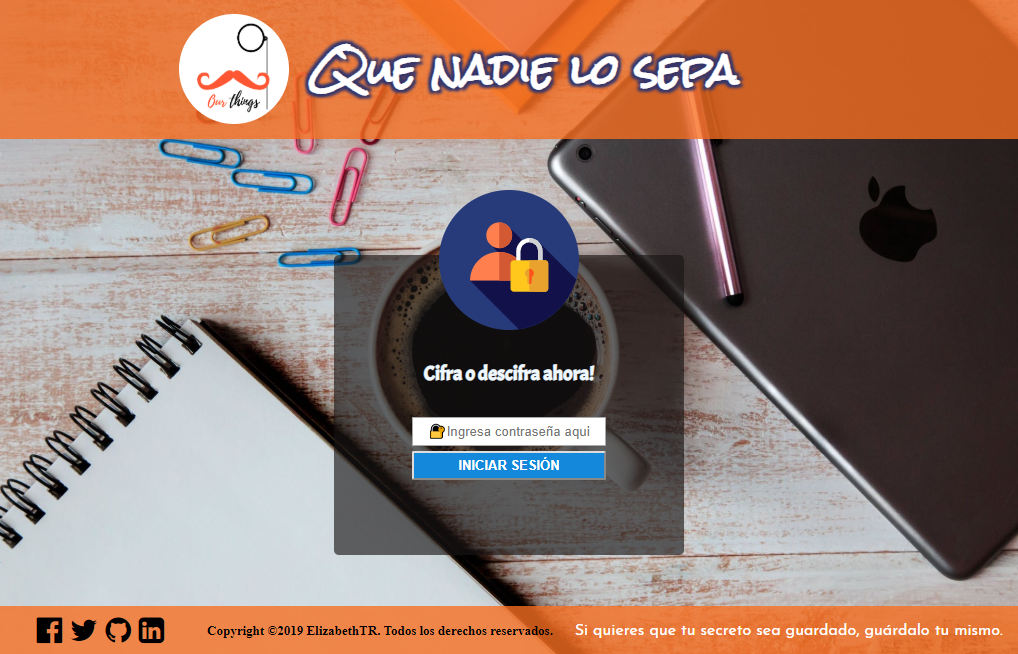 Our things
Que nadie lo sepa
Cifra o descifra ahora!
Ingresa contraseña aqui
INICIAR SESIÓN
Copyright ©2019 ElizabethTR. Todos los derechos reservados.
Si quieres que tu secreto sea guardado, guárdalo tu mismo.